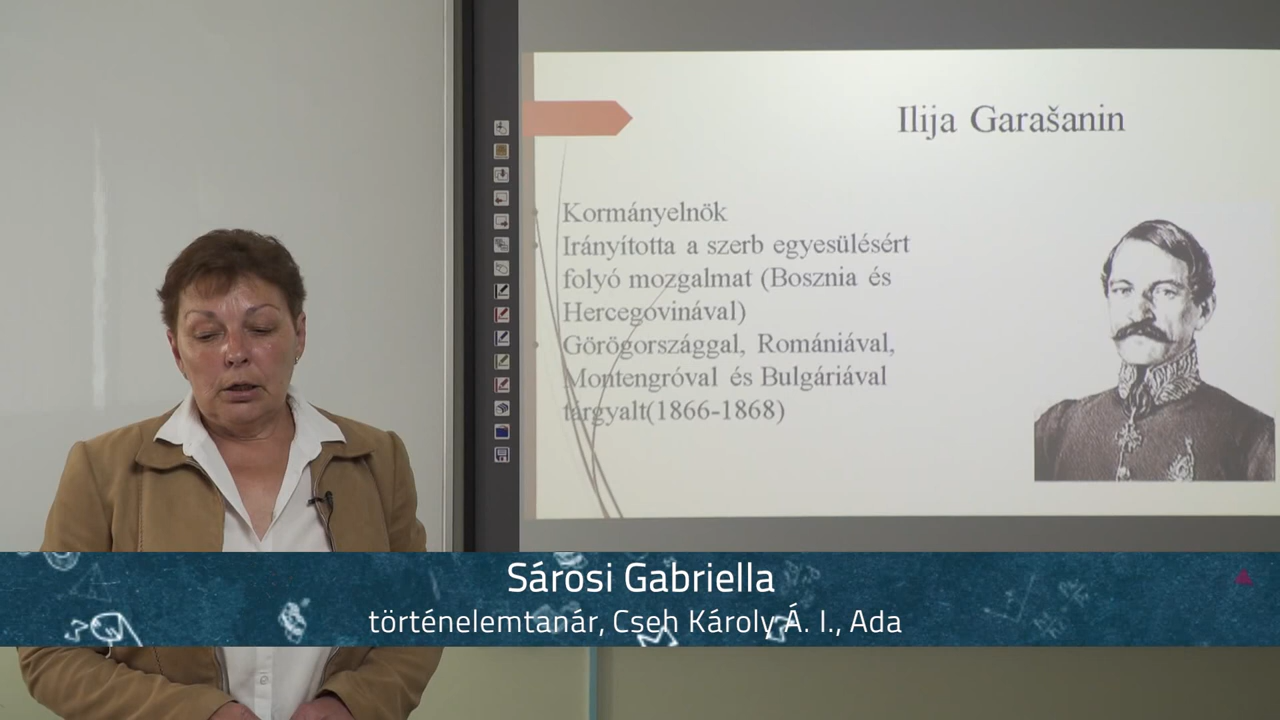 Ilija Garašanin
Kormányelnök
Irányította a szerb egyesülésért
folyó mozgalmat (Bosznia és
Hercegovinával)
Görögországgal, Romániával,
Montengróval és Bulgáriával
tárgyalt(1866-1868)
Sárosi Gabriella
történelemtanár, Cseh Károly Á. I., Ada